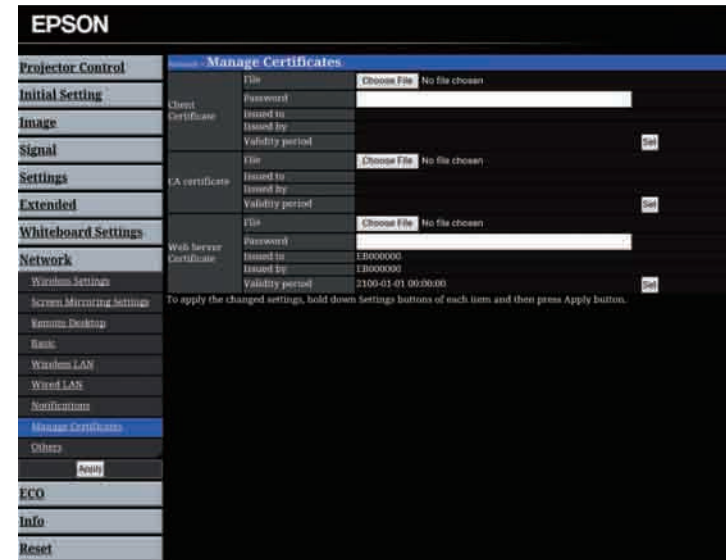 EPSON
Projector Control
Initial Setting
Image
Signal
Settings
Extended
Whiteboard Settings
Network
Wireless Settings
Screen Mirroring Settings
Remote Desktop
Basic
Wireless LAN
Wired LAN
Notifications
Manage Certificates
Others
Apply
ECO
Info
Reset
Network - Manage Certificates
Client Certificate
File Choose File No file chosen
Password
Issued to
Issued by
Validity period Set
CA certificate
File Choose File No file chosen
Issued to
Issued by
Validity period Set
Web Server Certificate
File Choose File No file chosen
Password
Issued to EB000000
Issued by EB000000
Validity period 2100-01-01 00:00:00 Set
To apply the changed settings, hold down Settings buttons of each item and then press Apply button.